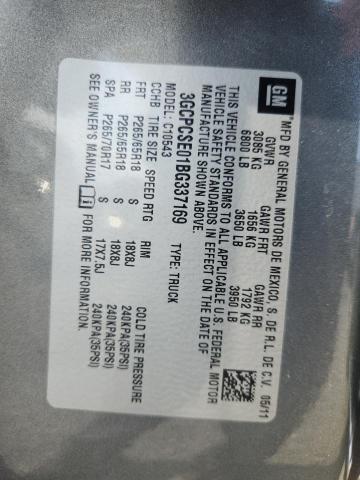 GM
MFD BY GENERAL MOTORS DE MEXICO, S. DE R.L. DE C.V. 05/11
GVWR GAWR FRT GAWR RR
3085 KG 1656 KG 1792 KG
6800 LB 3650 LB 3950 LB
THIS VEHICLE CONFORMS TO ALL APPLICABLE U.S. FEDERAL MOTOR
VEHICLE SAFETY STANDARDS IN EFFECT ON THE DATE OF
MANUFACTURE SHOWN ABOVE.
3GCPCSE01BG337169 TYPE: TRUCK
MODEL: C10543
CCHB TIRE SIZE SPEED RTG RIM COLD TIRE PRESSURE
FRT P265/65R18 S 18X8J 240KPA(35PSI)
RR P265/65R18 S 18X8J 240KPA(35PSI)
SPA P265/70R17 S 17X7.5J 240KPA(35PSI)
SEE OWNER'S MANUAL